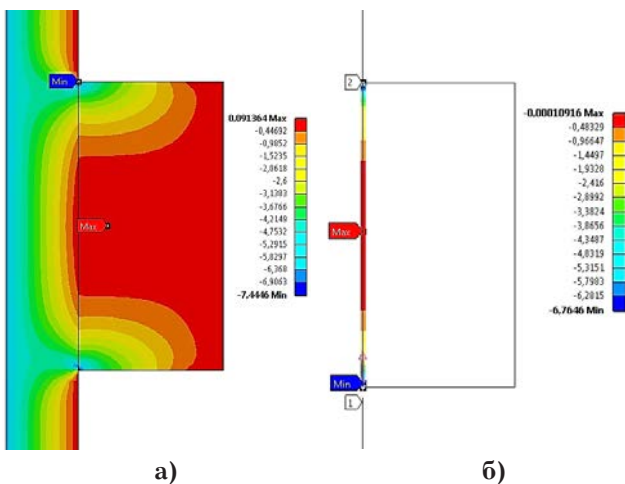 Min
0.091364 Max
-0,44692
-0,9852
-1,5235
-2,0618
-2,6
-3,1383
-3,6766
-4,2149
-4,7532
-5,2915
-5,8297
-6,368
-6,9063
-7,4446 Min
Max
2
-0,00010916 Max
-0,48329
-0,96647
-1,4497
-1,9328
-2,416
-2,8992
-3,3824
-3,8656
-4,3487
-4,8319
-5,3151
-5,7983
-6,2815
-6,7646 Min
Max
Min
1
а)
б)